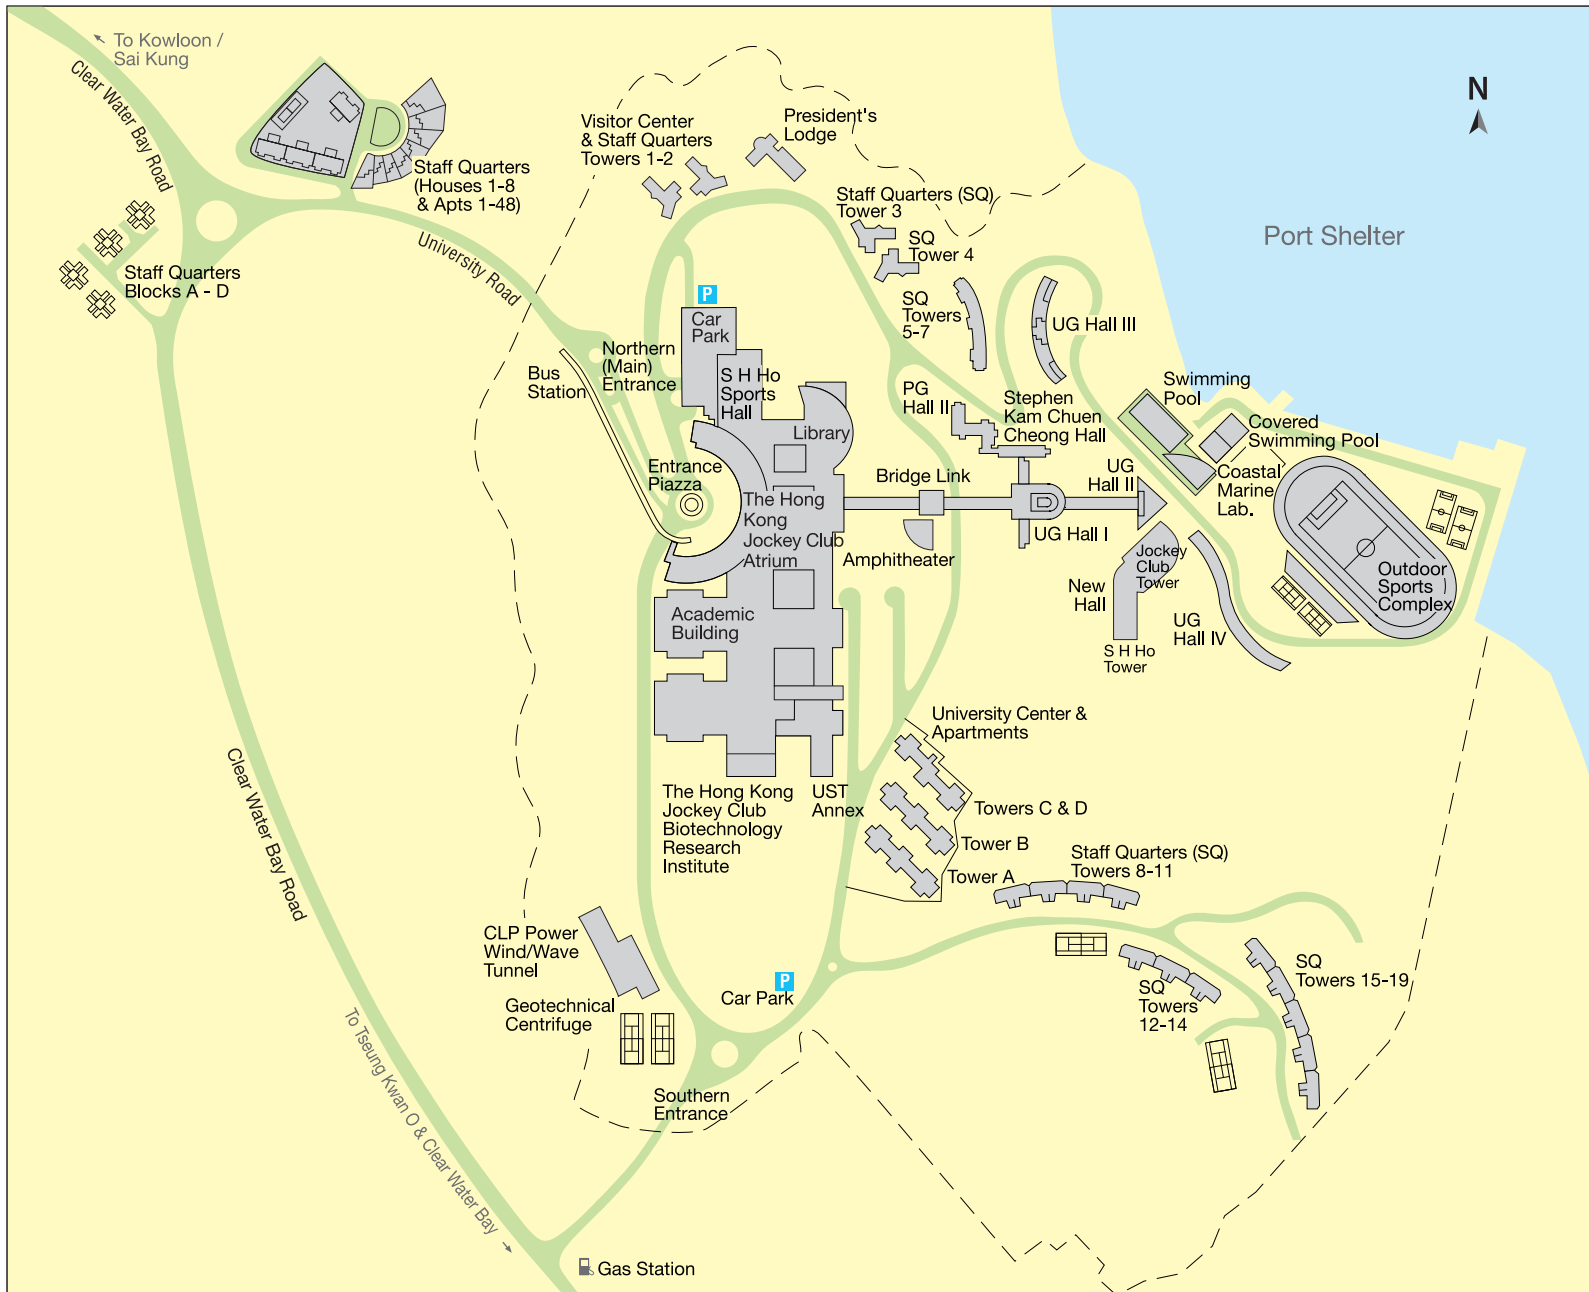 To Kowloon /
Sai Kung
Clear Water Bay Road
Staff Quarters
(Houses 1-8
& Apts 1-48)
Staff Quarters
Blocks A - D
University Road
Visitor Center
& Staff Quarters
Towers 1-2
President's
Lodge
N
Staff Quarters (SQ)
Tower 3
SQ
Tower 4
Port Shelter
SQ
Towers
5-7
UG Hall III
P
Car
Park
Northern
(Main)
Entrance
Bus
Station
S H Ho
Sports
Hall
Library
PG
Hall II
Stephen
Kam Chuen
Cheong Hall
Swimming
Pool
Covered
Swimming Pool
Coastal
Marine
Lab.
Entrance
Piazza
The Hong
Kong
Jockey Club
Atrium
Bridge Link
UG
Hall II
UG Hall I
Amphitheater
Jockey
Club
Tower
New
Hall
S H Ho
Tower
UG
Hall IV
Outdoor
Sports
Complex
Academic
Building
University Center &
Apartments
The Hong Kong
Jockey Club
Biotechnology
Research
Institute
UST
Annex
Towers C & D
Tower B
Tower A
Staff Quarters (SQ)
Towers 8-11
Clear Water Bay Road
CLP Power
Wind/Wave
Tunnel
Geotechnical
Centrifuge
P
Car Park
SQ
Towers
12-14
SQ
Towers 15-19
Southern
Entrance
To Tseung Kwan O & Clear Water Bay
Gas Station